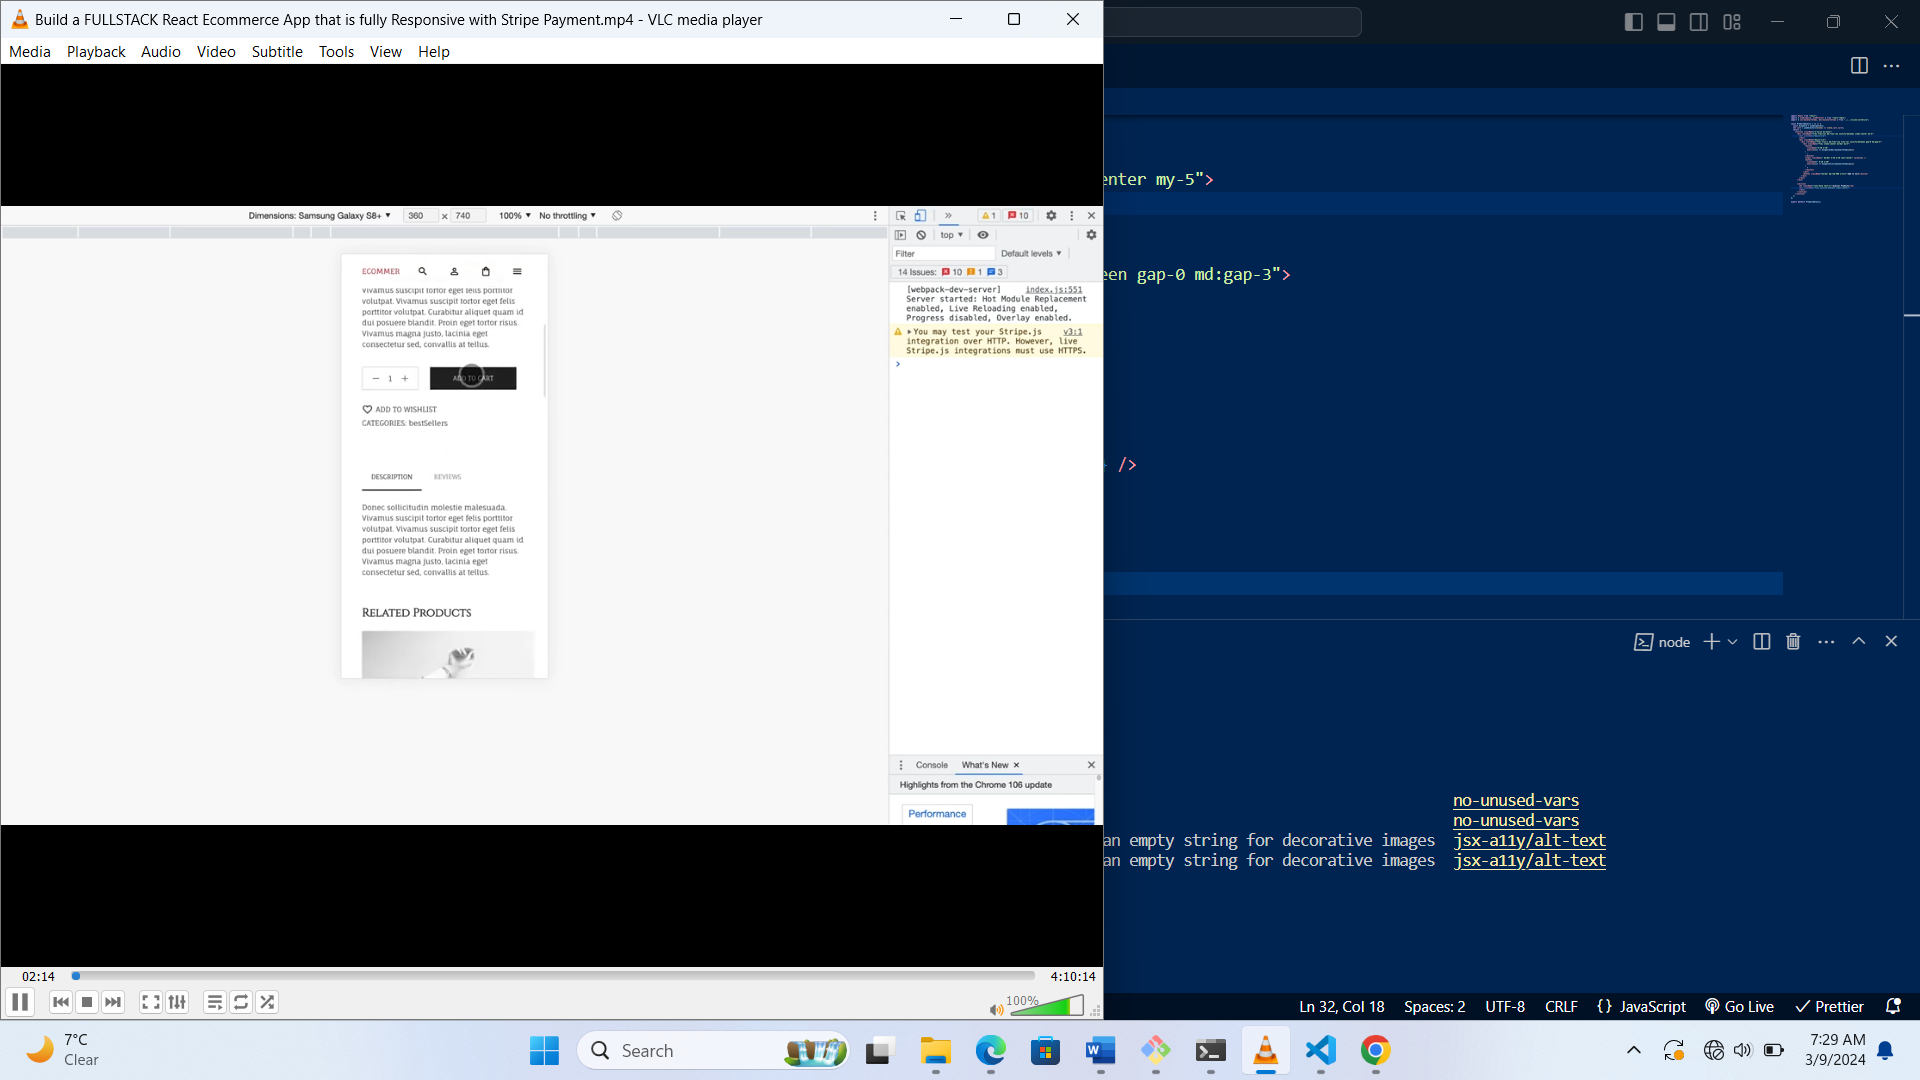 Build a FULLSTACK React Ecommerce App that is fully Responsive with Stripe Payment.mp4 - VLC media player
Media Playback Audio Video Subtitle Tools View Help
Dimensions: Samsung Galaxy S8+ 360 x 740 100% No throttling
1 10
top
Filter Default levels
14 Issues: 10 1 3
[webpack-dev-server] index.js:551
Server started: Hot Module Replacement
enabled, Live Reloading enabled,
Progress disabled, Overlay enabled.
You may test your Stripe.js v3:1
integration over HTTP. However, live
Stripe.js integrations must use HTTPS.
ECOMMER
Vivamus suscipit tortor eget felis porttitor
volutpat. Vivamus suscipit tortor eget felis
porttitor volutpat. Curabitur aliquet quam id
dui posuere blandit. Proin eget tortor risus.
Vivamus magna justo, lacinia eget
consectetur sed, convallis at tellus.
1 ADD TO CART
ADD TO WISHLIST
CATEGORIES: bestSellers
DESCRIPTION REVIEWS
Donec sollicitudin molestie malesuada.
Vivamus suscipit tortor eget felis porttitor
volutpat. Vivamus suscipit tortor eget felis
porttitor volutpat. Curabitur aliquet quam id
dui posuere blandit. Proin eget tortor risus.
Vivamus magna justo, lacinia eget
consectetur sed, convallis at tellus.
RELATED PRODUCTS
Console What's New
Highlights from the Chrome 106 update
Performance
02:14 4:10:14
100%
enter my-5">
een gap-0 md:gap-3">
/>
node
no-unused-vars
no-unused-vars
an empty string for decorative images jsx-a11y/alt-text
an empty string for decorative images jsx-a11y/alt-text
Ln 32, Col 18 Spaces: 2 UTF-8 CRLF {} JavaScript Go Live Prettier
7°C
Clear
Search
7:29 AM
3/9/2024